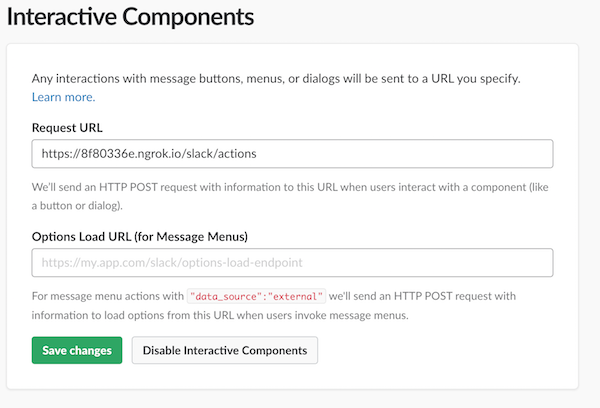 Interactive Components
Any interactions with message buttons, menus, or dialogs will be sent to a URL you specify.
Learn more.
Request URL
https://8f80336e.ngrok.io/slack/actions
We'll send an HTTP POST request with information to this URL when users interact with a component (like
a button or dialog).
Options Load URL (for Message Menus)
https://my.app.com/slack/options-load-endpoint
For message menu actions with "data_source":"external" we'll send an HTTP POST request with
information to load options from this URL when users invoke message menus.
Save changes
Disable Interactive Components